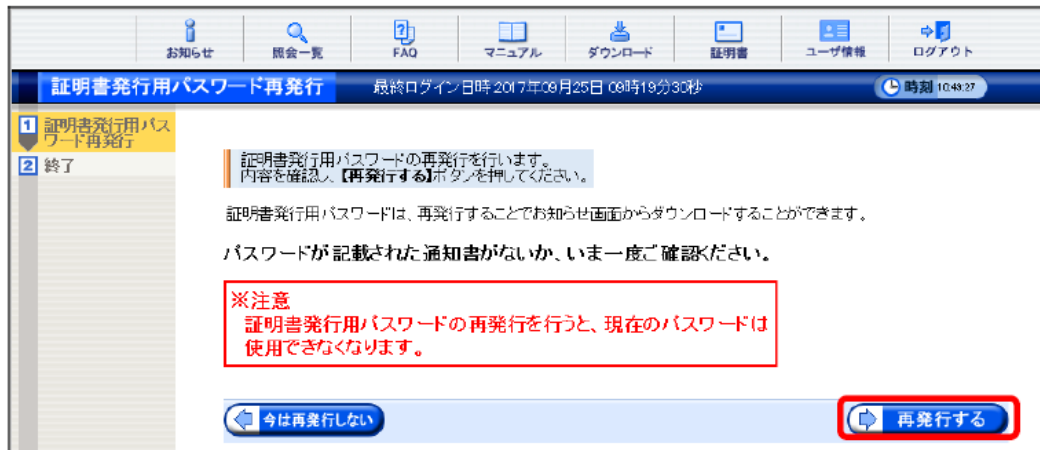 お知らせ
照会一覧
FAQ
マニュアル
ダウンロード
証明書
ユーザ情報
ログアウト
証明書発行用パスワード再発行 最終ログイン日時 2017年09月25日 09時19分30秒 時刻 10:43:27
1 証明書発行用パス
ワード再発行
2 終了
証明書発行用パスワードの再発行を行います。
内容を確認し、【再発行する】ボタンを押してください。
証明書発行用パスワードは、再発行することでお知らせ画面からダウンロードすることができます。
パスワードが記載された通知書がないか、いま一度ご確認ください。
※注意
証明書発行用パスワードの再発行を行うと、現在のパスワードは
使用できなくなります。
今は再発行しない
再発行する